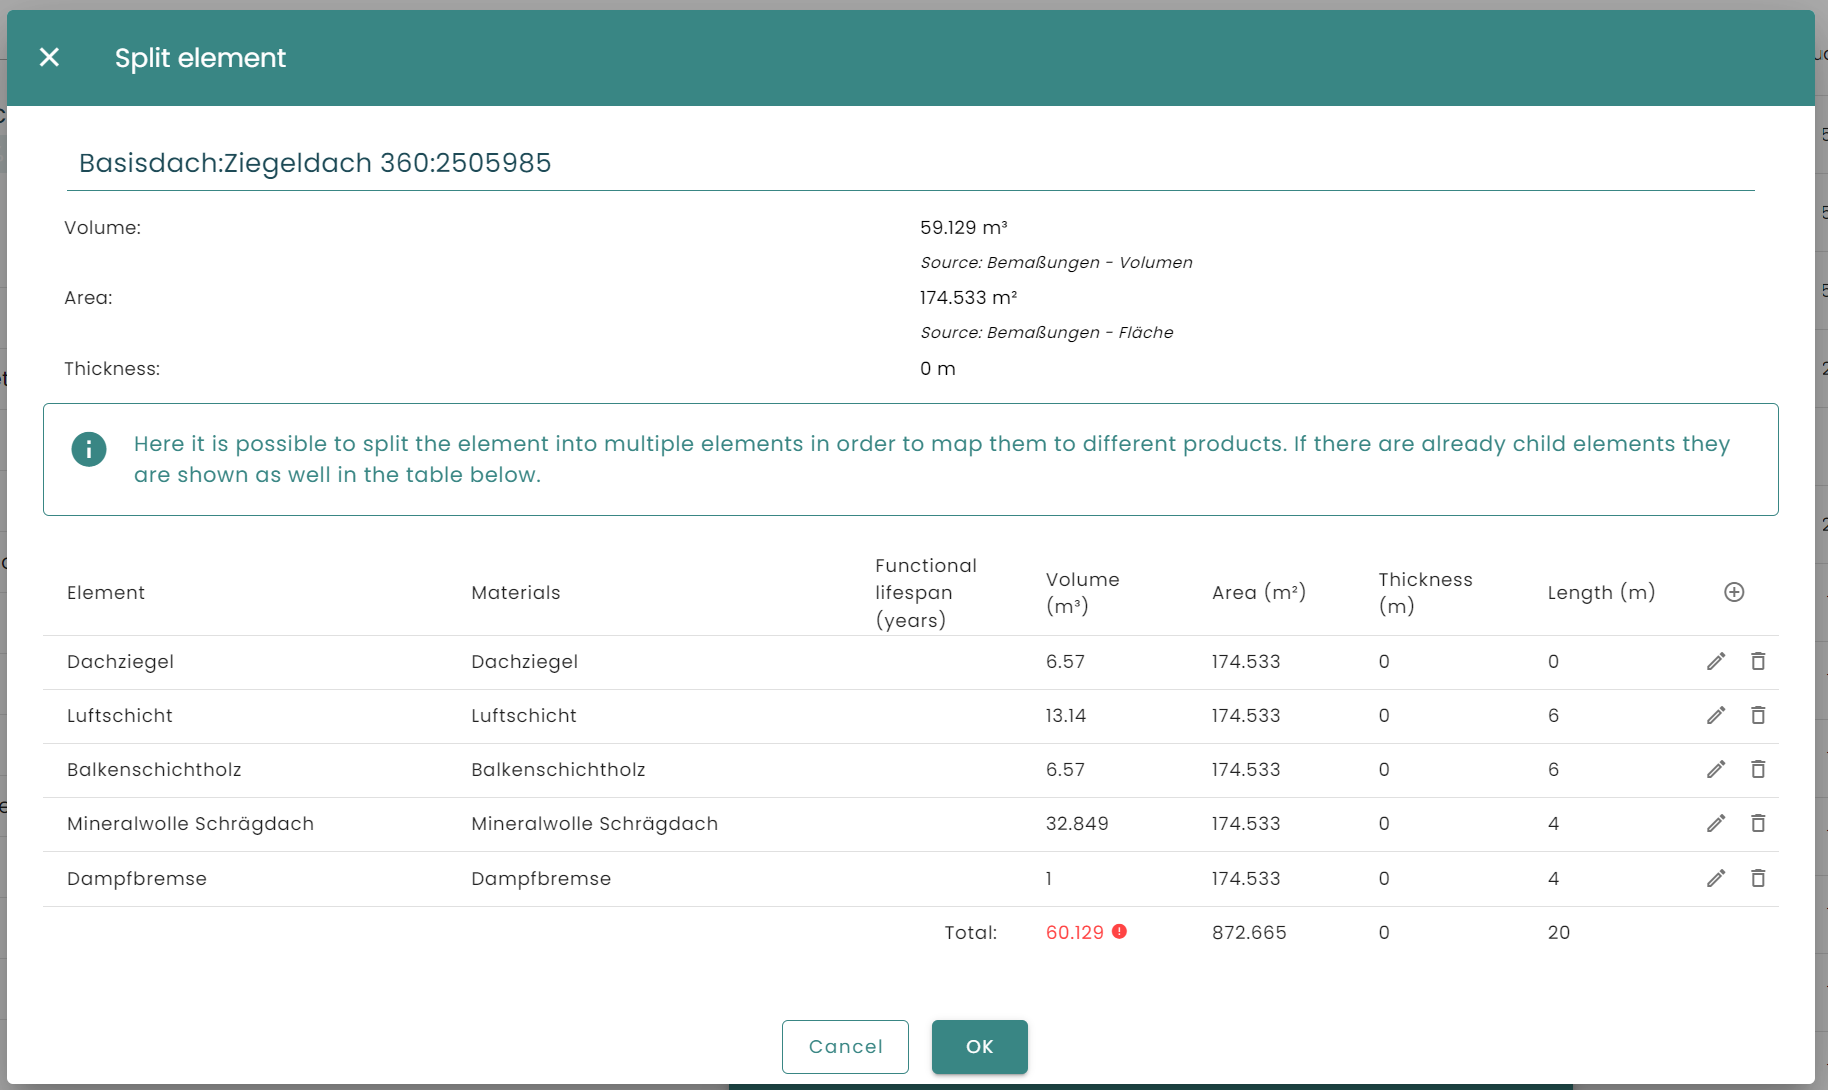 Split element
Basisdach:Ziegeldach 360:2505985
Volume: 59.129 m³
Source: Bemaßungen - Volumen
Area: 174.533 m²
Source: Bemaßungen - Fläche
Thickness: 0 m
Here it is possible to split the element into multiple elements in order to map them to different products. If there are already child elements they
are shown as well in the table below.
Element Materials Functional lifespan (years) Volume (m³) Area (m²) Thickness (m) Length (m)
Dachziegel Dachziegel 6.57 174.533 0 0
Luftschicht Luftschicht 13.14 174.533 0 6
Balkenschichtholz Balkenschichtholz 6.57 174.533 0 6
Mineralwolle Schrägdach Mineralwolle Schrägdach 32.849 174.533 0 4
Dampfbremse Dampfbremse 1 174.533 0 4
Total: 60.129 872.665 0 20
Cancel OK